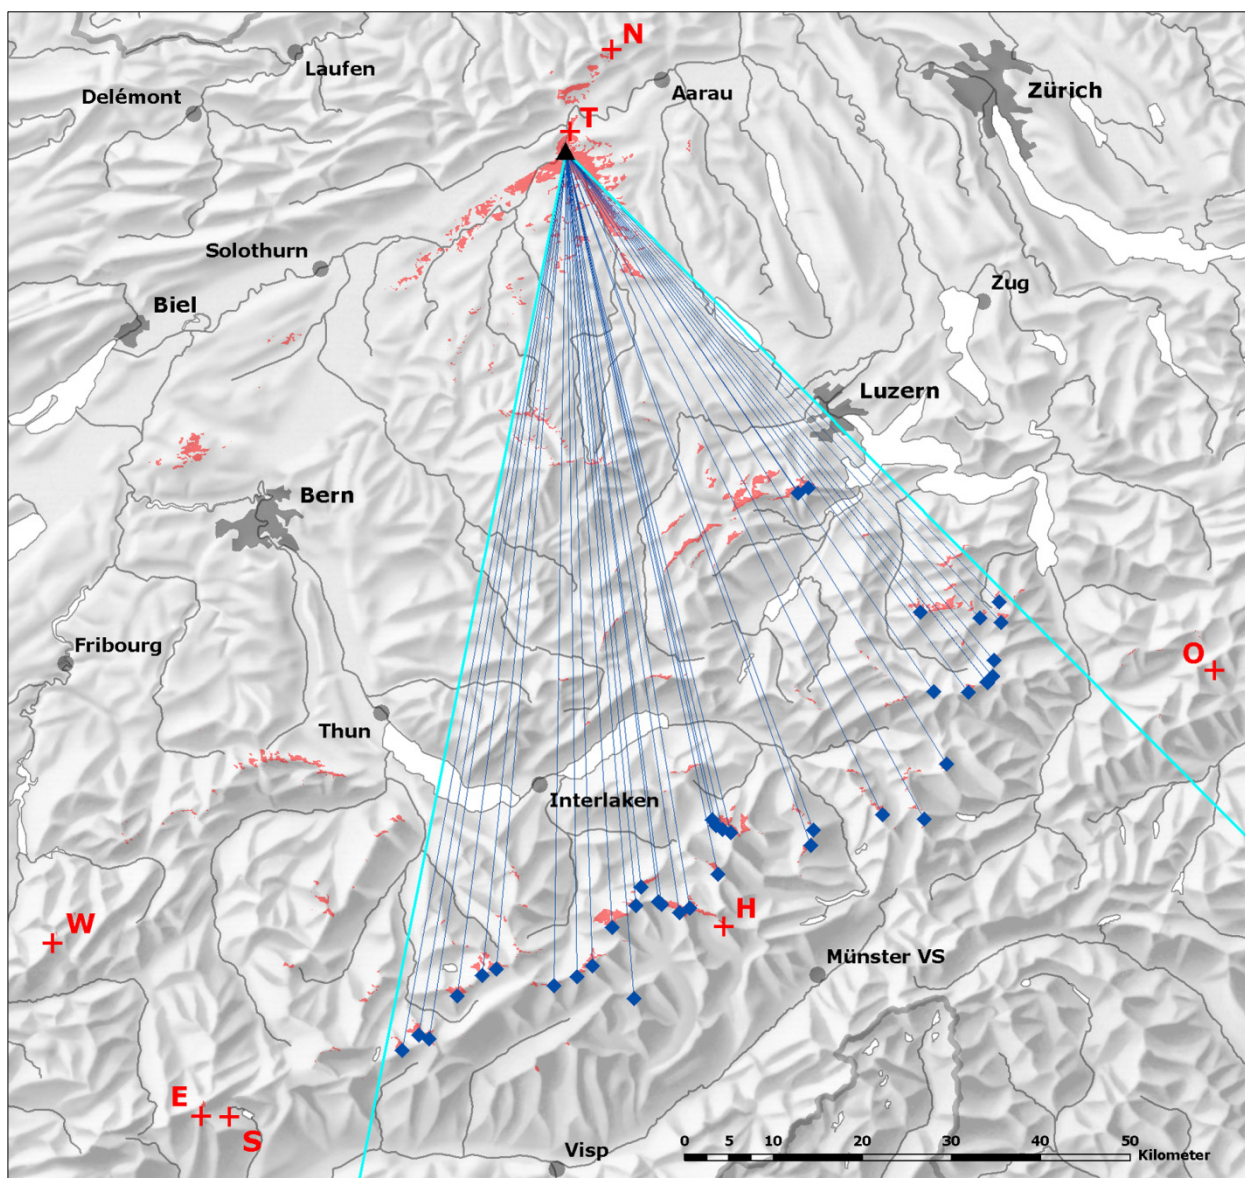 N
Laufen
Zürich
Delémont
Aarau
T
Solothurn
Zug
Biel
Luzern
Bern
Fribourg
O
Thun
Interlaken
H
W
Münster VS
E
S
Visp
0 5 10 20 30 40 50
Kilometer